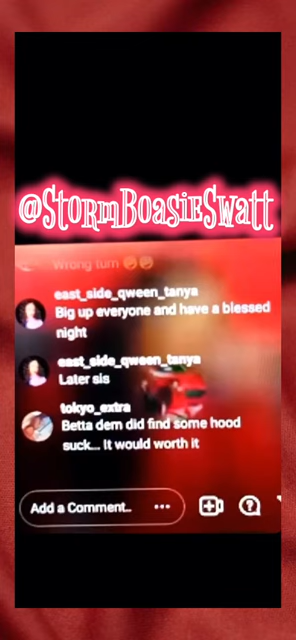 @StormBoasieSwatt
Wrong turn
east_side_qween_tanya
Big up everyone and have a blessed
night
east_side_qween_tanya
Later sis
tokyo_extra
Betta dem did find some hood
suck... It would worth it
Add a Comment..